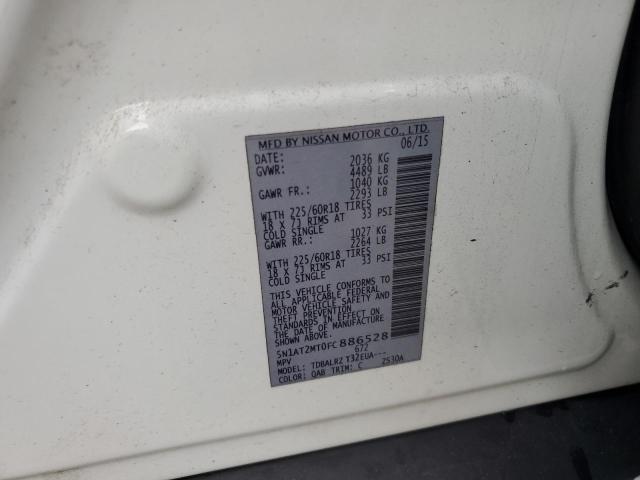 MFD BY NISSAN MOTOR CO., LTD.
DATE: 06/15
GVWR: 2036 KG
4489 LB
GAWR FR.: 1040 KG
2293 LB
WITH 225/60R18 TIRES
18 X 7J RIMS AT 33 PSI
COLD SINGLE
GAWR RR.: 1027 KG
2264 LB
WITH 225/60R18 TIRES
18 X 7J RIMS AT 33 PSI
COLD SINGLE
THIS VEHICLE CONFORMS TO
ALL APPLICABLE FEDERAL
MOTOR VEHICLE SAFETY AND
THEFT PREVENTION
STANDARDS IN EFFECT ON THE
DATE OF MANUFACTURE
5N1AT2MT0FC886528
MPV 672
MODEL: TDBALR2 T32EUA---
COLOR: QAB TRIM: C 2530A